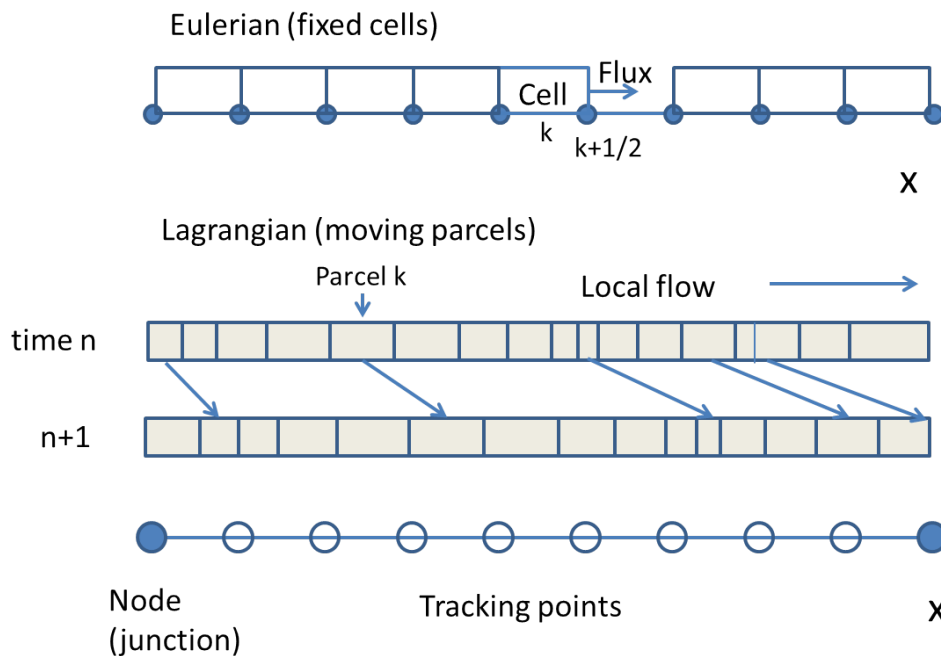 Eulerian (fixed cells)
Flux
Cell
k
k+1/2
x
Lagrangian (moving parcels)
Parcel k
Local flow
time n
n+1
Node
(junction)
Tracking points
x